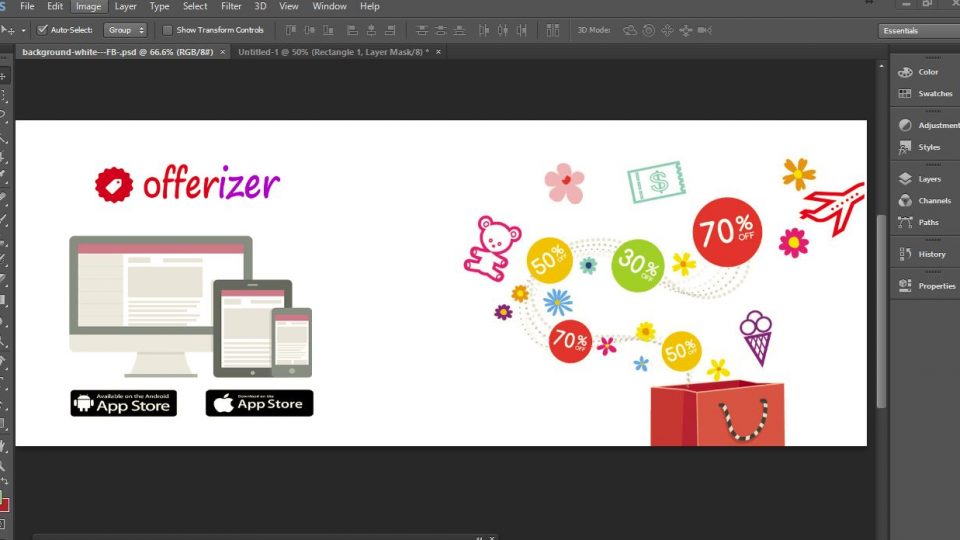 File Edit Image Layer Type Select Filter 3D View Window Help
Auto-Select: Group Show Transform Controls 3D Mode: Essentials
background-white---FB-.psd @ 66.6% (RGB/8#) × Untitled-1 @ 50% (Rectangle 1, Layer Mask/8) * ×
Color
Swatches
Adjustment
Styles
Layers
Channels
Paths
History
Properties
offerizer
$
70% OFF
50% OFF
30% OFF
70% OFF
50% OFF
Available on the Android
App Store
Download on the
App Store